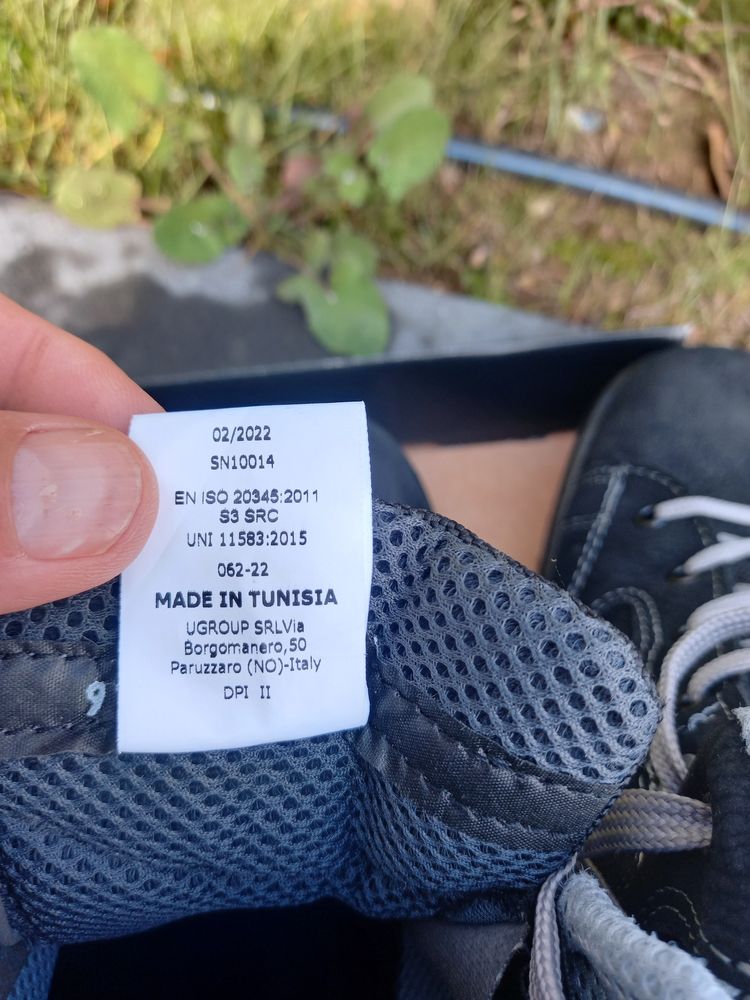 02/2022
SN10014
EN ISO 20345:2011
S3 SRC
UNI 11583:2015
062-22
MADE IN TUNISIA
UGROUP SRLVia
Borgomanero,50
Paruzzaro (NO)-Italy
DPI II
9